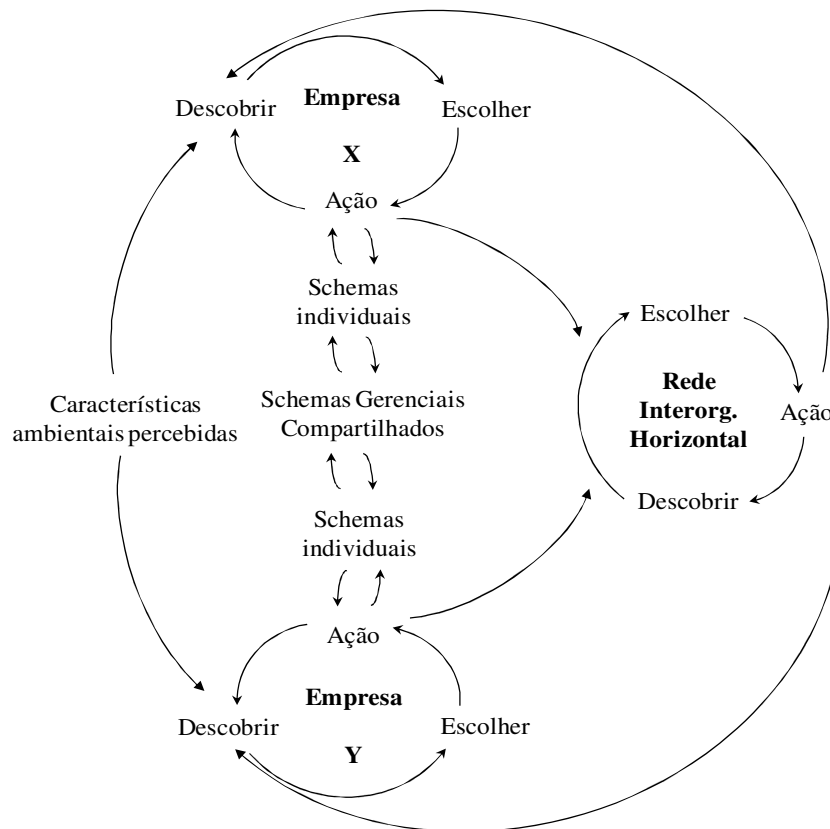 Descobrir
Empresa
X
Escolher
Ação
Schemas
individuais
Características
ambientais percebidas
Schemas Gerenciais
Compartilhados
Escolher
Rede
Interorg.
Horizontal
Ação
Descobrir
Schemas
individuais
Ação
Empresa
Y
Descobrir
Escolher